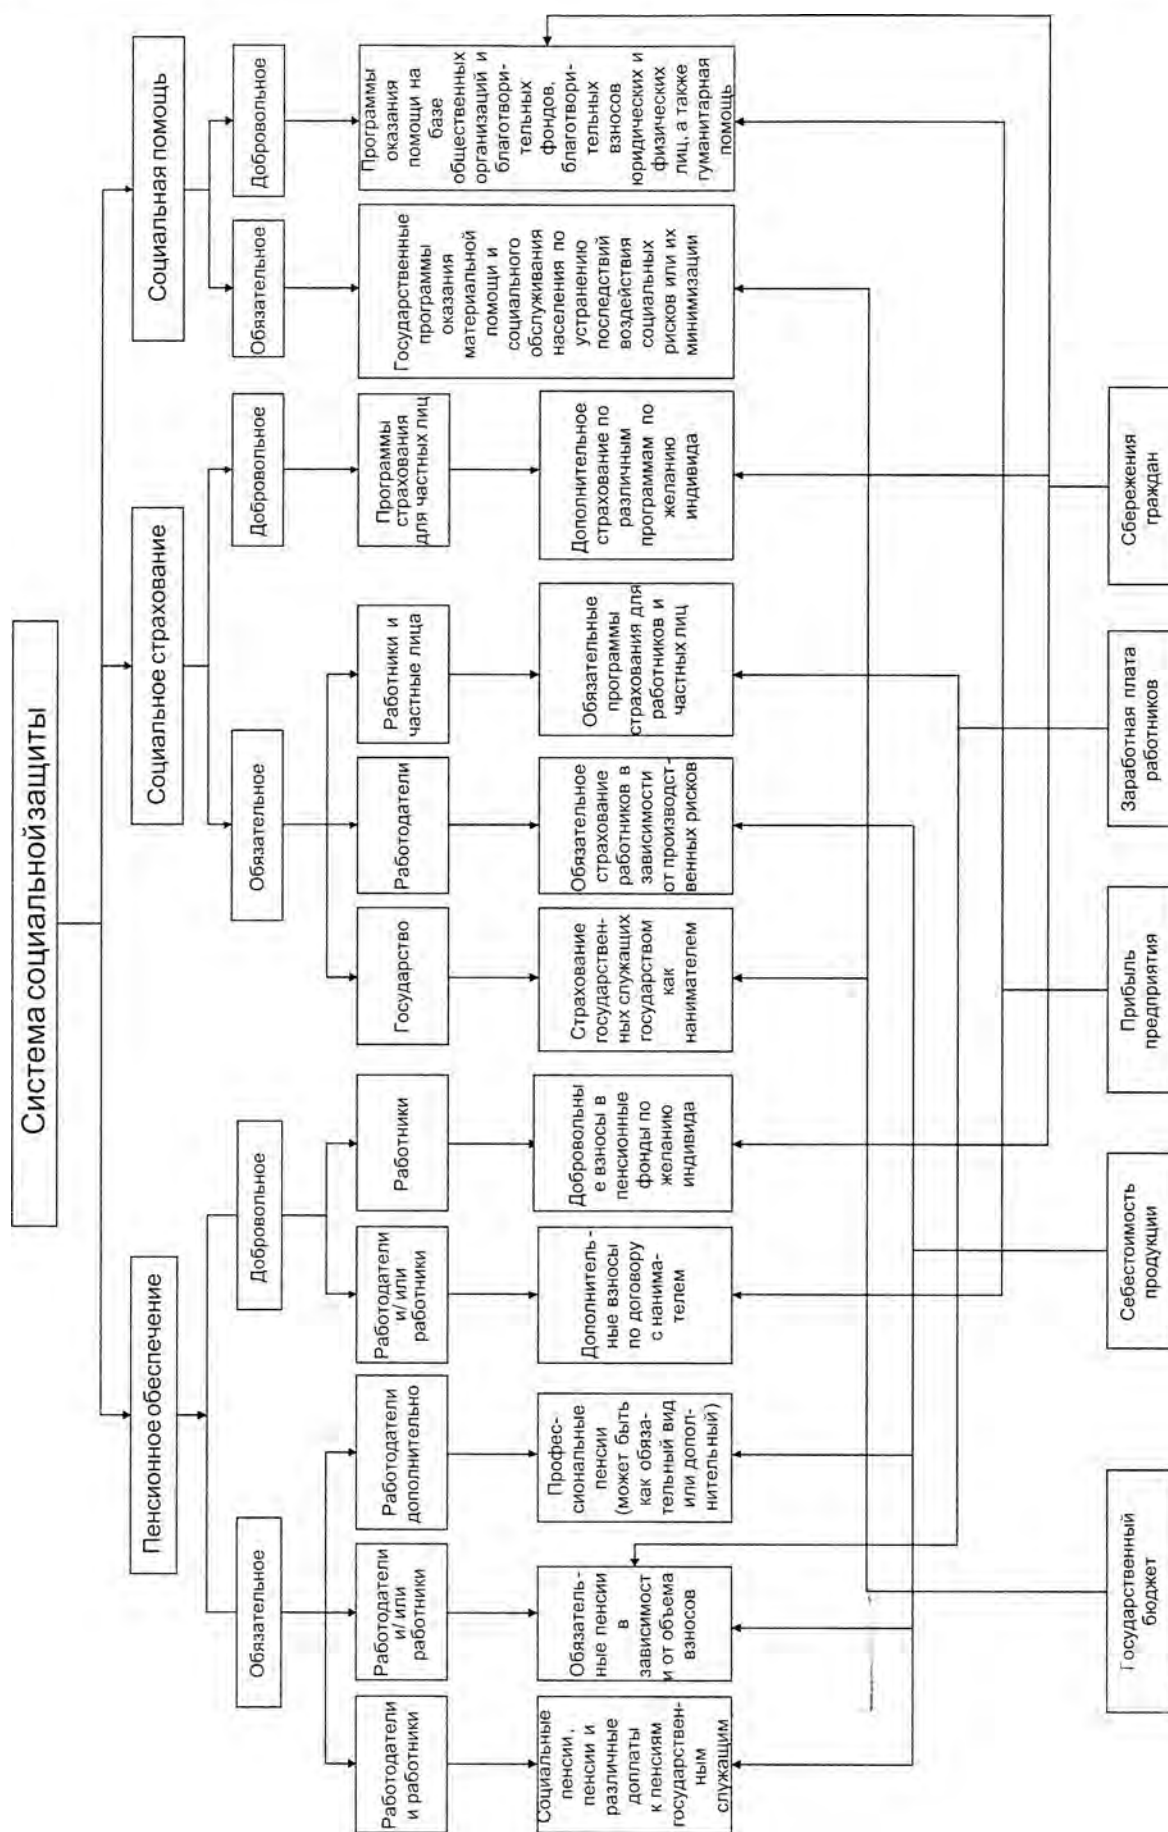 Система социальной защиты
Пенсионное обеспечение
Социальное страхование
Социальная помощь
Обязательное
Добровольное
Обязательное
Добровольное
Обязательное
Добровольное
Работодатели
и работники
Работодатели
и/ или
работники
Работодатели
дополнительно
Работодатели
и/ или
работники
Работники
Государство
Работодатели
Работники и
частные лица
Программы
страхования
для частных лиц
Государственные
программы
оказания
материальной
помощи и
социального
обслуживания
населения по
устранению
последствий
воздействия
социальных
рисков или их
минимизации
Программы
оказания
помощи на
базе
общественных
организаций и
благотвори-
тельных
фондов,
благотвори-
тельных
взносов
юридических и
физических
лиц, а также
гуманитарная
помощь
Социальные
пенсии,
пенсии и
различные
доплаты
к пенсиям
государствен-
ным
служащим
Обязатель-
ные пенсии
в
зависимост
и от объема
взносов
Профес-
сиональные
пенсии
(может быть
как обяза-
тельный вид
или допол-
нительный)
Дополнитель-
ные взносы
по договору
с нанима-
телем
Добровольны
е взносы в
пенсионные
фонды по
желанию
индивида
Страхование
государствен-
ных служащих
государством
как
нанимателем
Обязательное
страхование
работников в
зависимости
от производст-
венных рисков
Обязательные
программы
страхования для
работников и
частных лиц
Дополнительное
страхование по
различным
программам по
желанию
индивида
Государственный
бюджет
Себестоимость
продукции
Прибыль
предприятия
Заработная плата
работников
Сбережения
граждан